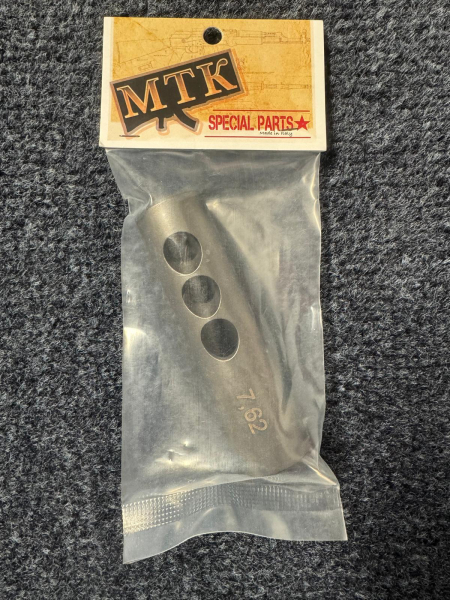 MTK
SPECIAL PARTS
made in Italy
7,62